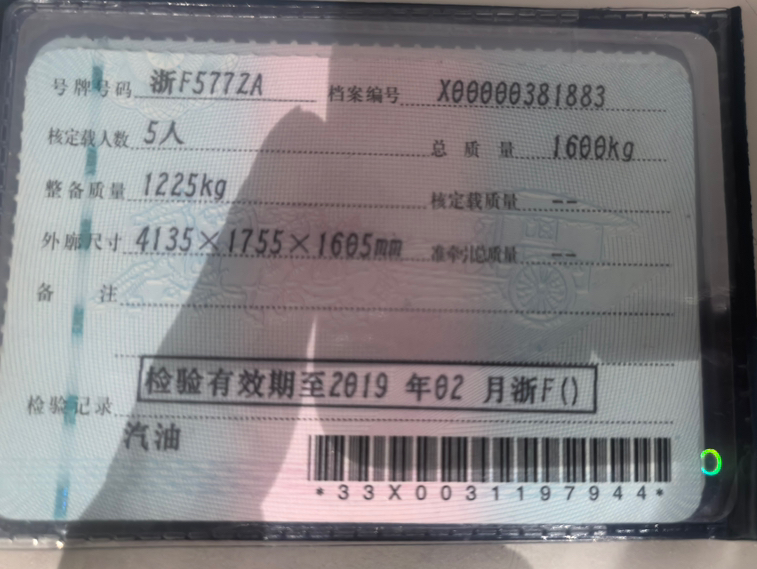 号牌号码 浙F5772A 档案编号 X00000381883
核定载人数 5人 总质量 1600kg
整备质量 1225kg 核定载质量 --
外廓尺寸 4135×1755×1605mm 准牵引总质量 --
备注
检验记录 检验有效期至2019 年02 月浙F()
汽油
*33X0031197944*